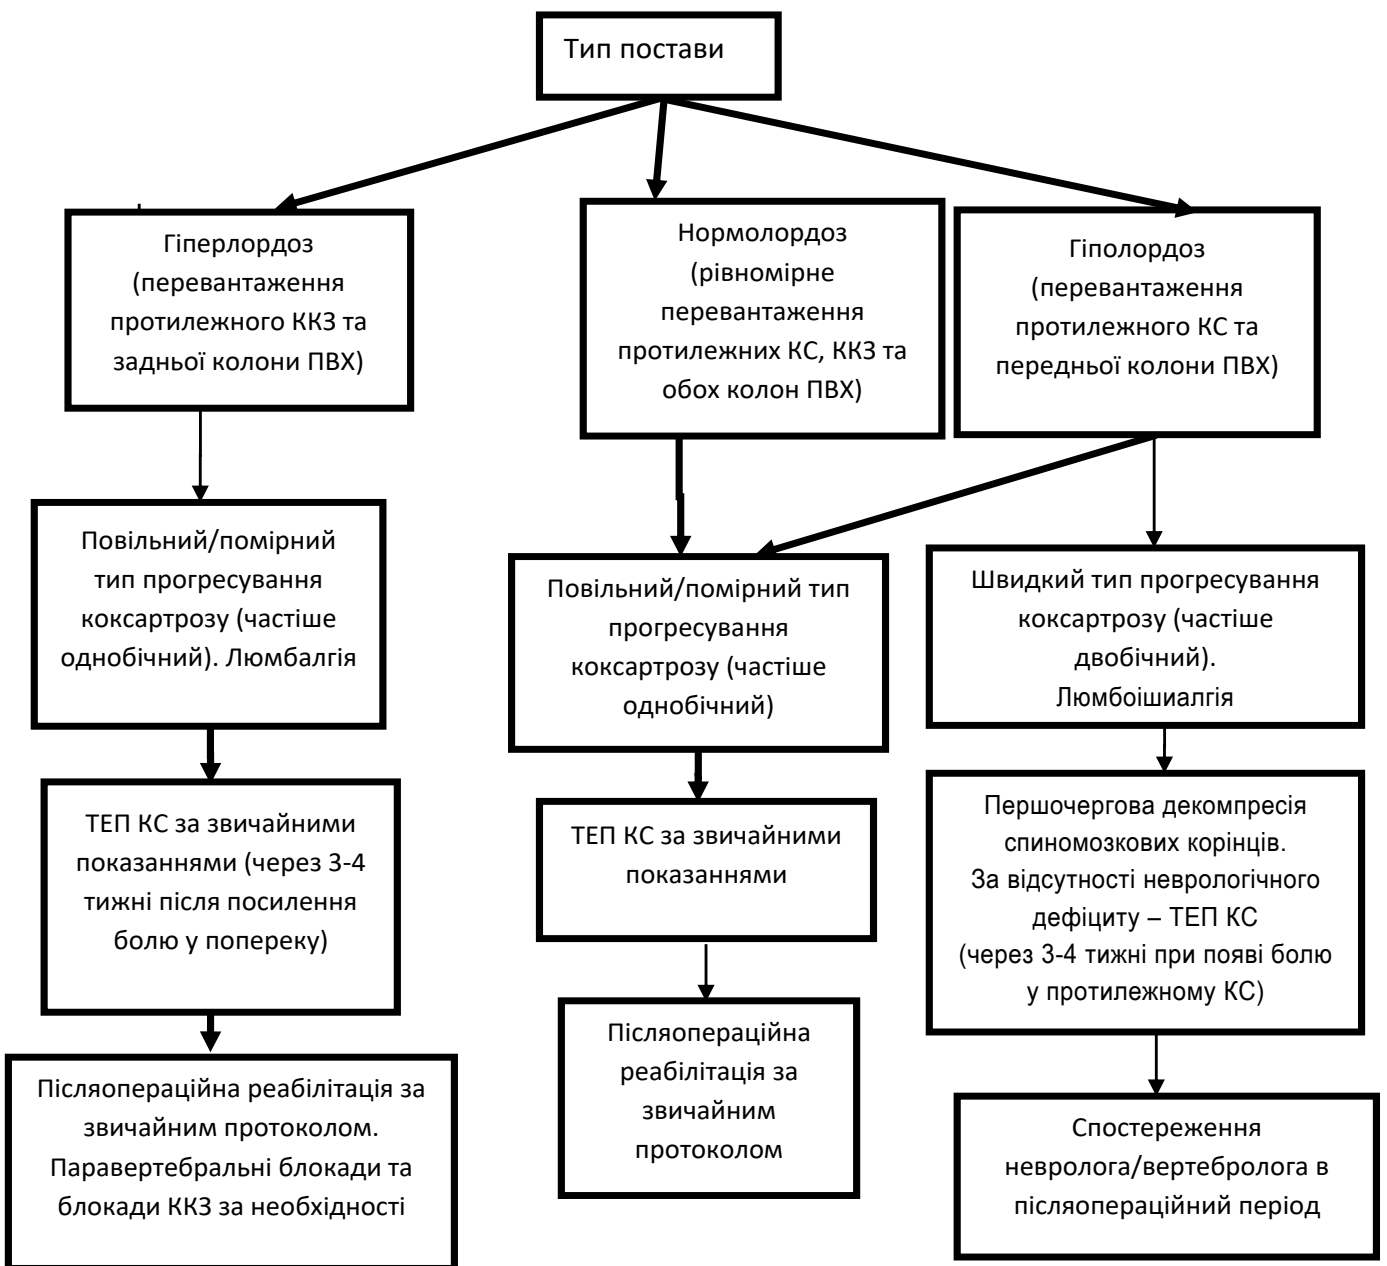 Тип постави
Гіперлордоз
(перевантаження
протилежного ККЗ та
задньої колони ПВХ)
Нормолордоз
(рівномірне
перевантаження
протилежних КС, ККЗ та
обох колон ПВХ)
Гіполордоз
(перевантаження
протилежного КС та
передньої колони ПВХ)
Повільний/помірний
тип прогресування
коксартрозу (частіше
однобічний). Люмбалгія
Повільний/помірний тип
прогресування
коксартрозу (частіше
однобічний)
Швидкий тип прогресування
коксартрозу (частіше
двобічний).
Люмбоішиалгія
ТЕП КС за звичайними
показаннями (через 3-4
тижні після посилення
болю у попереку)
ТЕП КС за звичайними
показаннями
Першочергова декомпресія
спиномозкових корінців.
За відсутності неврологічного
дефіциту – ТЕП КС
(через 3-4 тижні при появі болю
у протилежному КС)
Післяопераційна реабілітація за
звичайним протоколом.
Паравертебральні блокади та
блокади ККЗ за необхідності
Післяопераційна
реабілітація за
звичайним
протоколом
Спостереження
невролога/вертебролога в
післяопераційний період